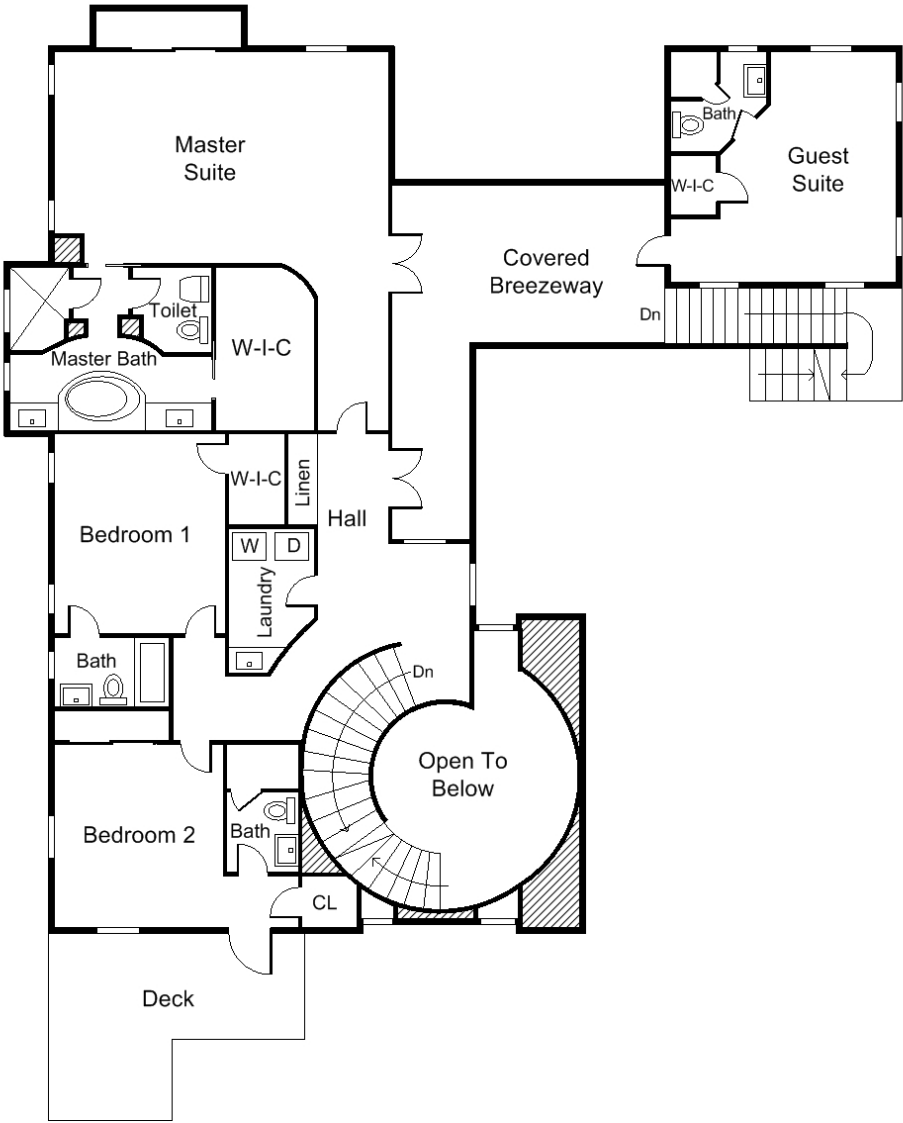 Master
Suite
Bath
Guest
Suite
W-I-C
Covered
Breezeway
Dn
Toilet
Master Bath
W-I-C
W-I-C
Linen
Hall
Bedroom 1
W
D
Laundry
Bath
Dn
Open To
Below
Bedroom 2
Bath
CL
Deck